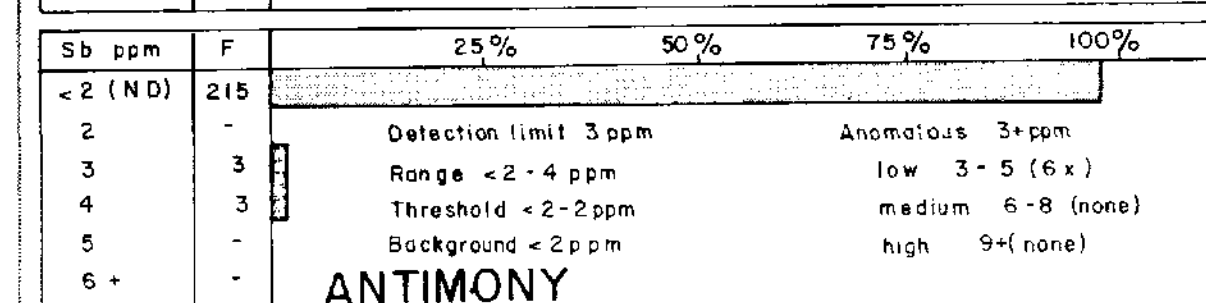 Sb ppm F 25% 50% 75% 100%
< 2 (ND) 215
2 - Detection limit 3 ppm Anomalous 3+ppm
3 3 Range < 2 - 4 ppm low 3 - 5 (6 x)
4 3 Threshold < 2 - 2 ppm medium 6 - 8 (none)
5 - Background < 2 ppm high 9+ (none)
6 + - ANTIMONY